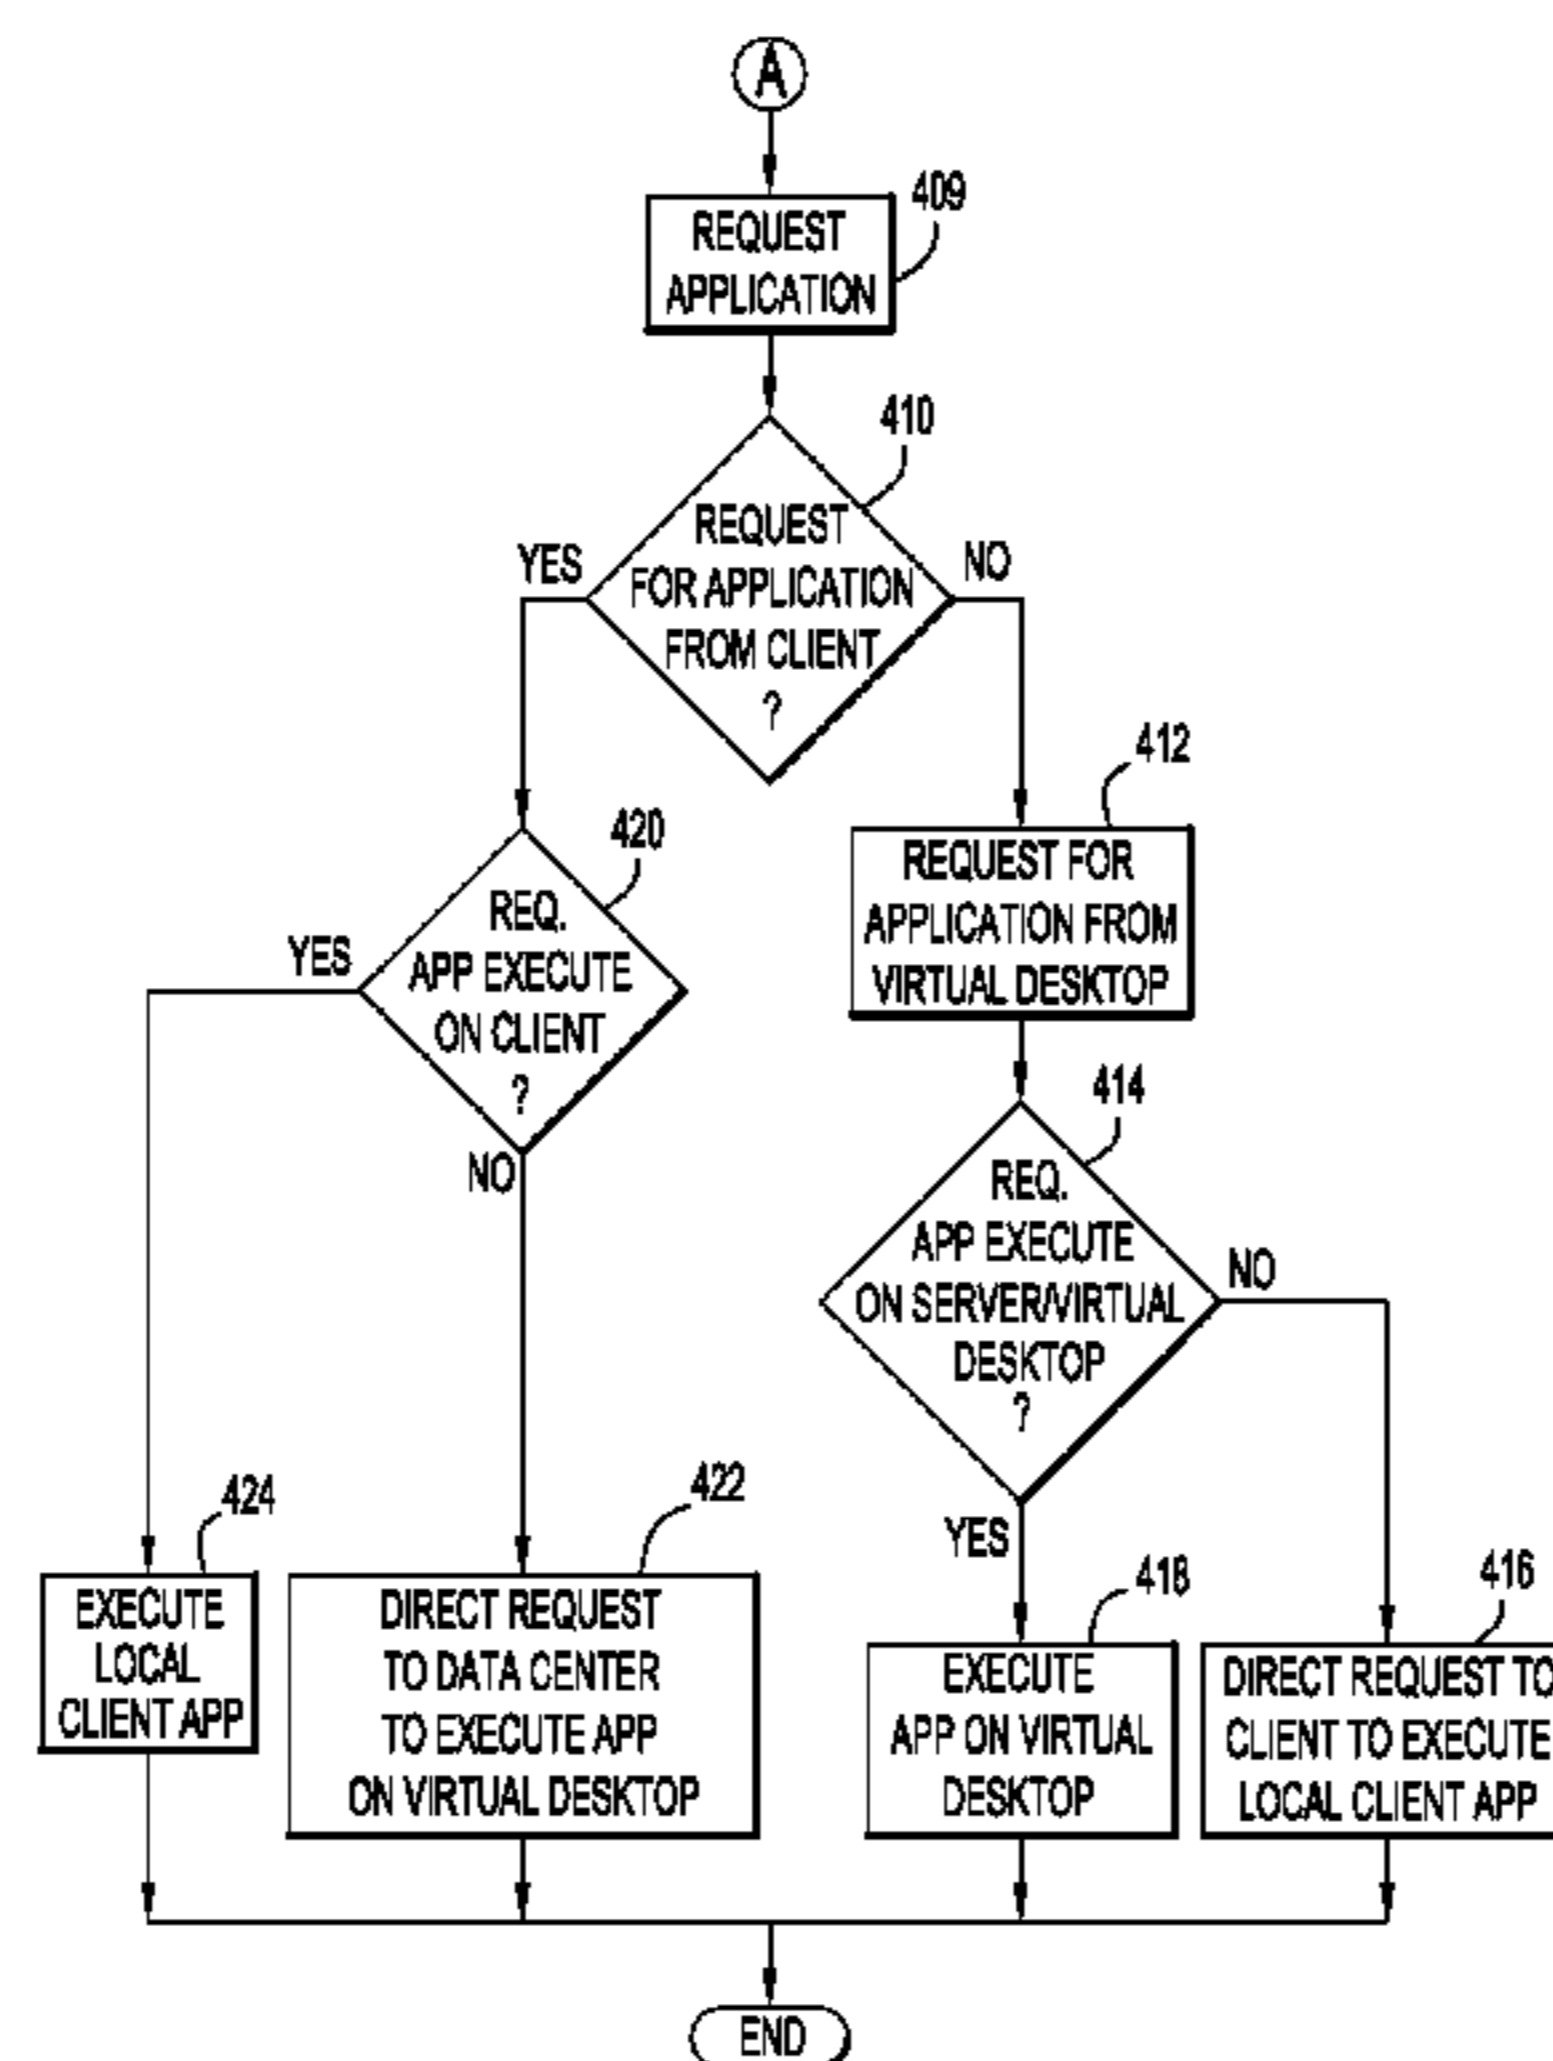 A
409
REQUEST
APPLICATION
410
REQUEST
FOR APPLICATION
FROM CLIENT
?
YES
NO
412
REQUEST FOR
APPLICATION FROM
VIRTUAL DESKTOP
420
REQ.
APP EXECUTE
ON CLIENT
?
YES
NO
414
REQ.
APP EXECUTE
ON SERVER/VIRTUAL
DESKTOP
?
NO
YES
424
EXECUTE
LOCAL
CLIENT APP
422
DIRECT REQUEST
TO DATA CENTER
TO EXECUTE APP
ON VIRTUAL DESKTOP
418
EXECUTE
APP ON VIRTUAL
DESKTOP
416
DIRECT REQUEST TO
CLIENT TO EXECUTE
LOCAL CLIENT APP
END